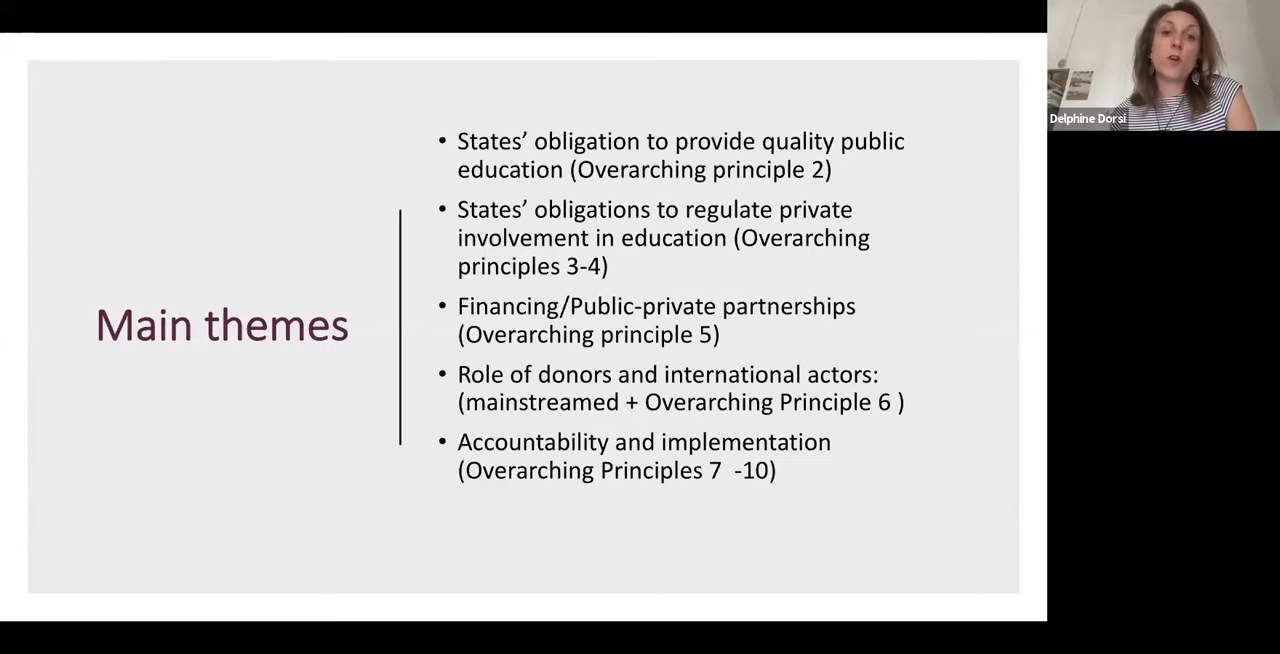 Main themes
• States’ obligation to provide quality public
education (Overarching principle 2)
• States’ obligations to regulate private
involvement in education (Overarching
principles 3-4)
• Financing/Public-private partnerships
(Overarching principle 5)
• Role of donors and international actors:
(mainstreamed + Overarching Principle 6 )
• Accountability and implementation
(Overarching Principles 7  -10)
Delphine Dorsi